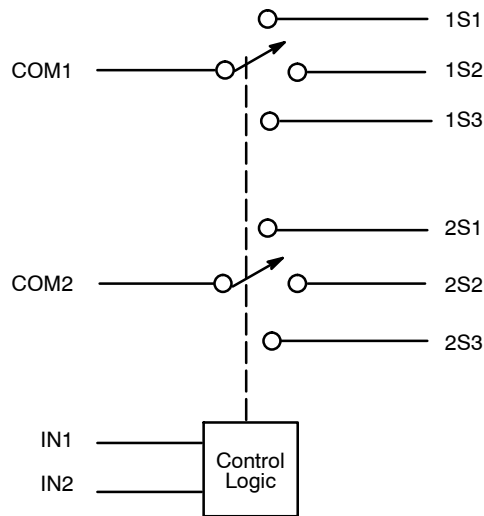 1S1
COM1
1S2
1S3
2S1
COM2
2S2
2S3
IN1
Control
Logic
IN2